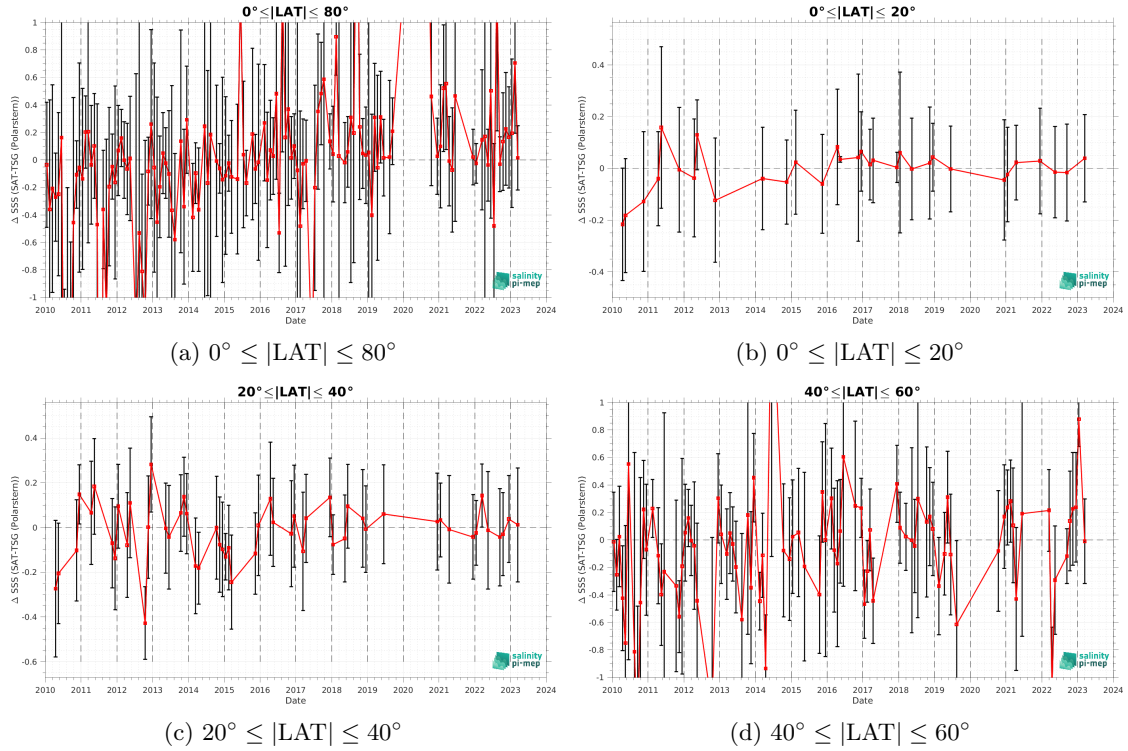 0°≤|LAT|≤ 80°
Δ SSS (SAT-TSG (Polarstern))
1
0.8
0.6
0.4
0.2
0
-0.2
-0.4
-0.6
-0.8
-1
2010 2011 2012 2013 2014 2015 2016 2017 2018 2019 2020 2021 2022 2023 2024
Date
salinity
pi-mep
(a) 0° ≤ |LAT| ≤ 80°
0°≤|LAT|≤ 20°
Δ SSS (SAT-TSG (Polarstern))
0.4
0.2
0
-0.2
-0.4
2010 2011 2012 2013 2014 2015 2016 2017 2018 2019 2020 2021 2022 2023 2024
Date
salinity
pi-mep
(b) 0° ≤ |LAT| ≤ 20°
20°≤|LAT|≤ 40°
Δ SSS (SAT-TSG (Polarstern))
0.4
0.2
0
-0.2
-0.4
-0.6
2010 2011 2012 2013 2014 2015 2016 2017 2018 2019 2020 2021 2022 2023 2024
Date
salinity
pi-mep
(c) 20° ≤ |LAT| ≤ 40°
40°≤|LAT|≤ 60°
Δ SSS (SAT-TSG (Polarstern))
1
0.8
0.6
0.4
0.2
0
-0.2
-0.4
-0.6
-0.8
-1
2010 2011 2012 2013 2014 2015 2016 2017 2018 2019 2020 2021 2022 2023 2024
Date
salinity
pi-mep
(d) 40° ≤ |LAT| ≤ 60°